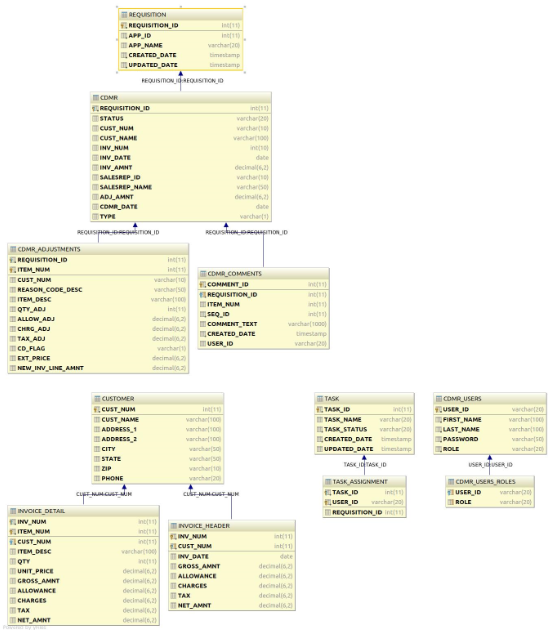 REQUISITION
REQUISITION_ID int(11)
APP_ID int(11)
APP_NAME varchar(20)
CREATED_DATE timestamp
UPDATED_DATE timestamp
REQUISITION_ID:REQUISITION_ID
CDMR
REQUISITION_ID int(11)
STATUS varchar(20)
CUST_NUM varchar(10)
CUST_NAME varchar(100)
INV_NUM int(10)
INV_DATE date
INV_AMNT decimal(6,2)
SALESREP_ID varchar(10)
SALESREP_NAME varchar(50)
ADJ_AMNT decimal(6,2)
CDMR_DATE date
TYPE varchar(1)
REQUISITION_ID:REQUISITION_ID
REQUISITION_ID:REQUISITION_ID
CDMR_ADJUSTMENTS
REQUISITION_ID int(11)
ITEM_NUM int(11)
CUST_NUM varchar(10)
REASON_CODE_DESC varchar(50)
ITEM_DESC varchar(100)
QTY_ADJ int(11)
ALLOW_ADJ decimal(6,2)
CHRG_ADJ decimal(6,2)
TAX_ADJ decimal(6,2)
CD_FLAG varchar(1)
EXT_PRICE decimal(6,2)
NEW_INV_LINE_AMNT decimal(6,2)
CDMR_COMMENTS
COMMENT_ID int(11)
REQUISITION_ID int(11)
ITEM_NUM int(11)
SEQ_ID int(11)
COMMENT_TEXT varchar(1000)
CREATED_DATE timestamp
USER_ID varchar(20)
CUSTOMER
CUST_NUM int(11)
CUST_NAME varchar(100)
ADDRESS_1 varchar(100)
ADDRESS_2 varchar(100)
CITY varchar(50)
STATE varchar(50)
ZIP varchar(10)
PHONE varchar(20)
CUST_NUM:CUST_NUM
CUST_NUM:CUST_NUM
INVOICE_DETAIL
INV_NUM int(11)
ITEM_NUM int(11)
CUST_NUM int(11)
ITEM_DESC varchar(100)
QTY int(11)
UNIT_PRICE decimal(6,2)
GROSS_AMNT decimal(6,2)
ALLOWANCE decimal(6,2)
CHARGES decimal(6,2)
TAX decimal(6,2)
NET_AMNT decimal(6,2)
INVOICE_HEADER
INV_NUM int(11)
CUST_NUM int(11)
INV_DATE date
GROSS_AMNT decimal(6,2)
ALLOWANCE decimal(6,2)
CHARGES decimal(6,2)
TAX decimal(6,2)
NET_AMNT decimal(6,2)
TASK
TASK_ID int(11)
TASK_NAME varchar(20)
TASK_STATUS varchar(20)
CREATED_DATE timestamp
UPDATED_DATE timestamp
TASK_ID:TASK_ID
TASK_ASSIGNMENT
TASK_ID int(11)
USER_ID varchar(20)
REQUISITION_ID int(11)
CDMR_USERS
USER_ID varchar(20)
FIRST_NAME varchar(100)
LAST_NAME varchar(100)
PASSWORD varchar(50)
ROLE varchar(20)
USER_ID:USER_ID
CDMR_USERS_ROLES
USER_ID varchar(20)
ROLE varchar(20)